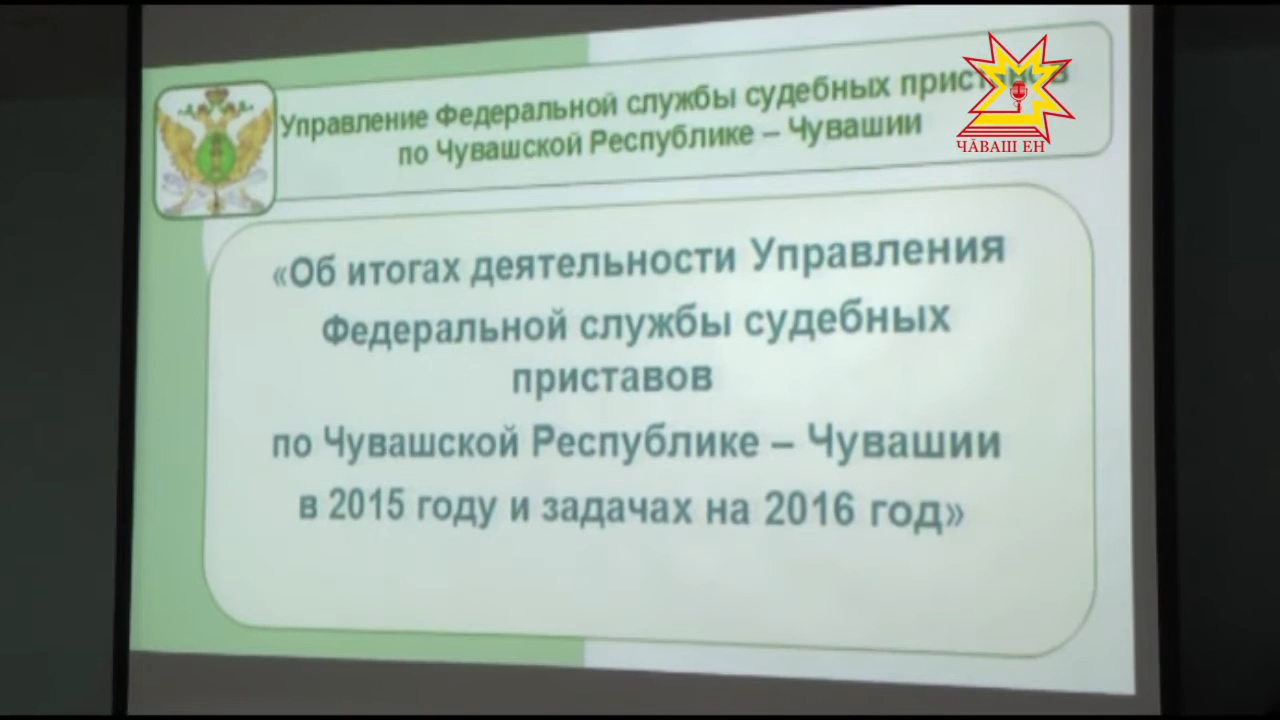 Управление Федеральной службы судебных приставов
по Чувашской Республике – Чувашии
ЧӐВАШ ЕН
«Об итогах деятельности Управления
Федеральной службы судебных
приставов
по Чувашской Республике – Чувашии
в 2015 году и задачах на 2016 год»